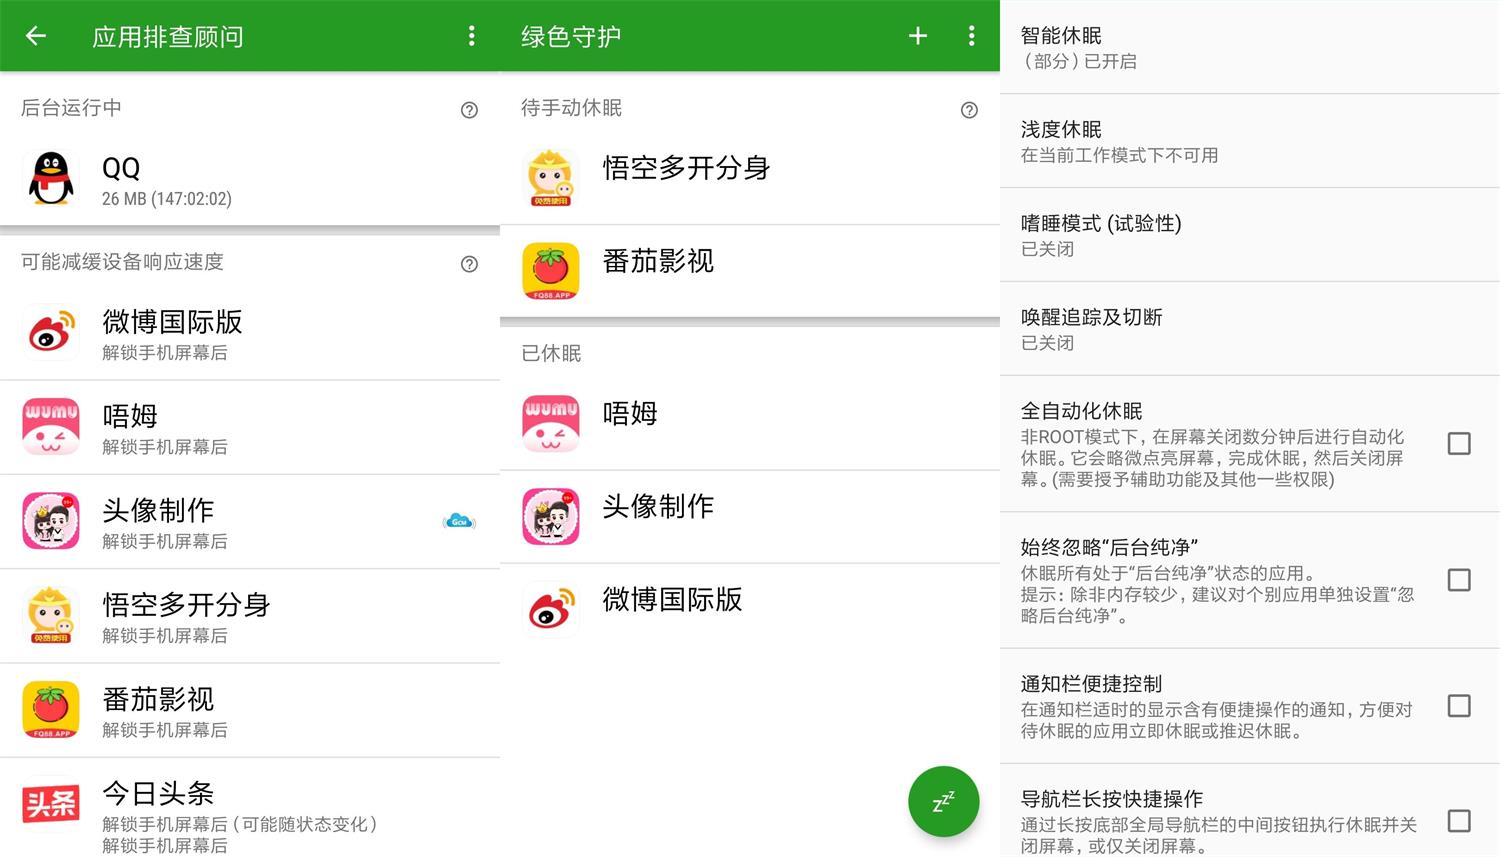 应用排查顾问
后台运行中
QQ
26 MB (147:02:02)
可能减缓设备响应速度
微博国际版
解锁手机屏幕后
WUMU
唔姆
解锁手机屏幕后
99+
头像制作
解锁手机屏幕后
GCM
悟空多开分身
免费使用
解锁手机屏幕后
番茄影视
FQ88.APP
解锁手机屏幕后
头条
今日头条
解锁手机屏幕后（可能随状态变化）
解锁手机屏幕后
绿色守护
待手动休眠
悟空多开分身
免费使用
番茄影视
FQ88.APP
已休眠
WUMU
唔姆
99+
头像制作
微博国际版
zzz
智能休眠
（部分）已开启
浅度休眠
在当前工作模式下不可用
嗜睡模式 (试验性)
已关闭
唤醒追踪及切断
已关闭
全自动化休眠
非ROOT模式下，在屏幕关闭数分钟后进行自动化
休眠。它会略微点亮屏幕，完成休眠，然后关闭屏
幕。(需要授予辅助功能及其他一些权限)
始终忽略“后台纯净”
休眠所有处于“后台纯净”状态的应用。
提示：除非内存较少，建议对个别应用单独设置“忽
略后台纯净”。
通知栏便捷控制
在通知栏适时的显示含有便捷操作的通知，方便对
待休眠的应用立即休眠或推迟休眠。
导航栏长按快捷操作
通过长按底部全局导航栏的中间按钮执行休眠并关
闭屏幕，或仅关闭屏幕。